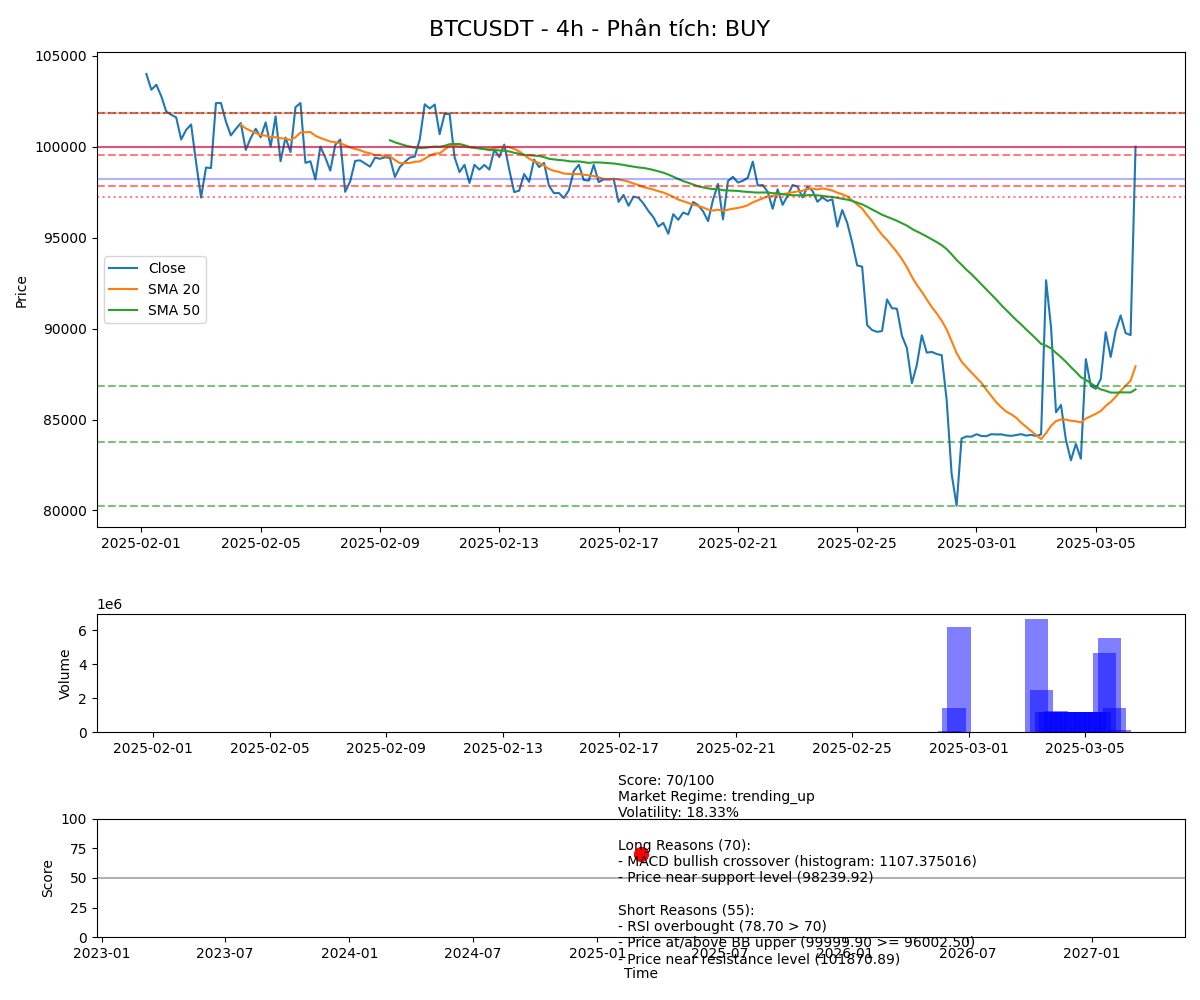 BTCUSDT - 4h - Phân tích: BUY
105000
100000
95000
90000
85000
80000
Price
Close
SMA 20
SMA 50
2025-02-01 2025-02-05 2025-02-09 2025-02-13 2025-02-17 2025-02-21 2025-02-25 2025-03-01 2025-03-05
1e6
6
4
2
0
Volume
2025-02-01 2025-02-05 2025-02-09 2025-02-13 2025-02-17 2025-02-21 2025-02-25 2025-03-01 2025-03-05
Score: 70/100
Market Regime: trending_up
Volatility: 18.33%
Long Reasons (70):
- MACD bullish crossover (histogram: 1107.375016)
- Price near support level (98239.92)
Short Reasons (55):
- RSI overbought (78.70 > 70)
- Price at/above BB upper (99999.90 >= 96002.50)
- Price near resistance level (101870.89)
100
75
50
25
0
Score
2023-01 2023-07 2024-01 2024-07 2025-01 2025-07 2026-01 2026-07 2027-01
Time